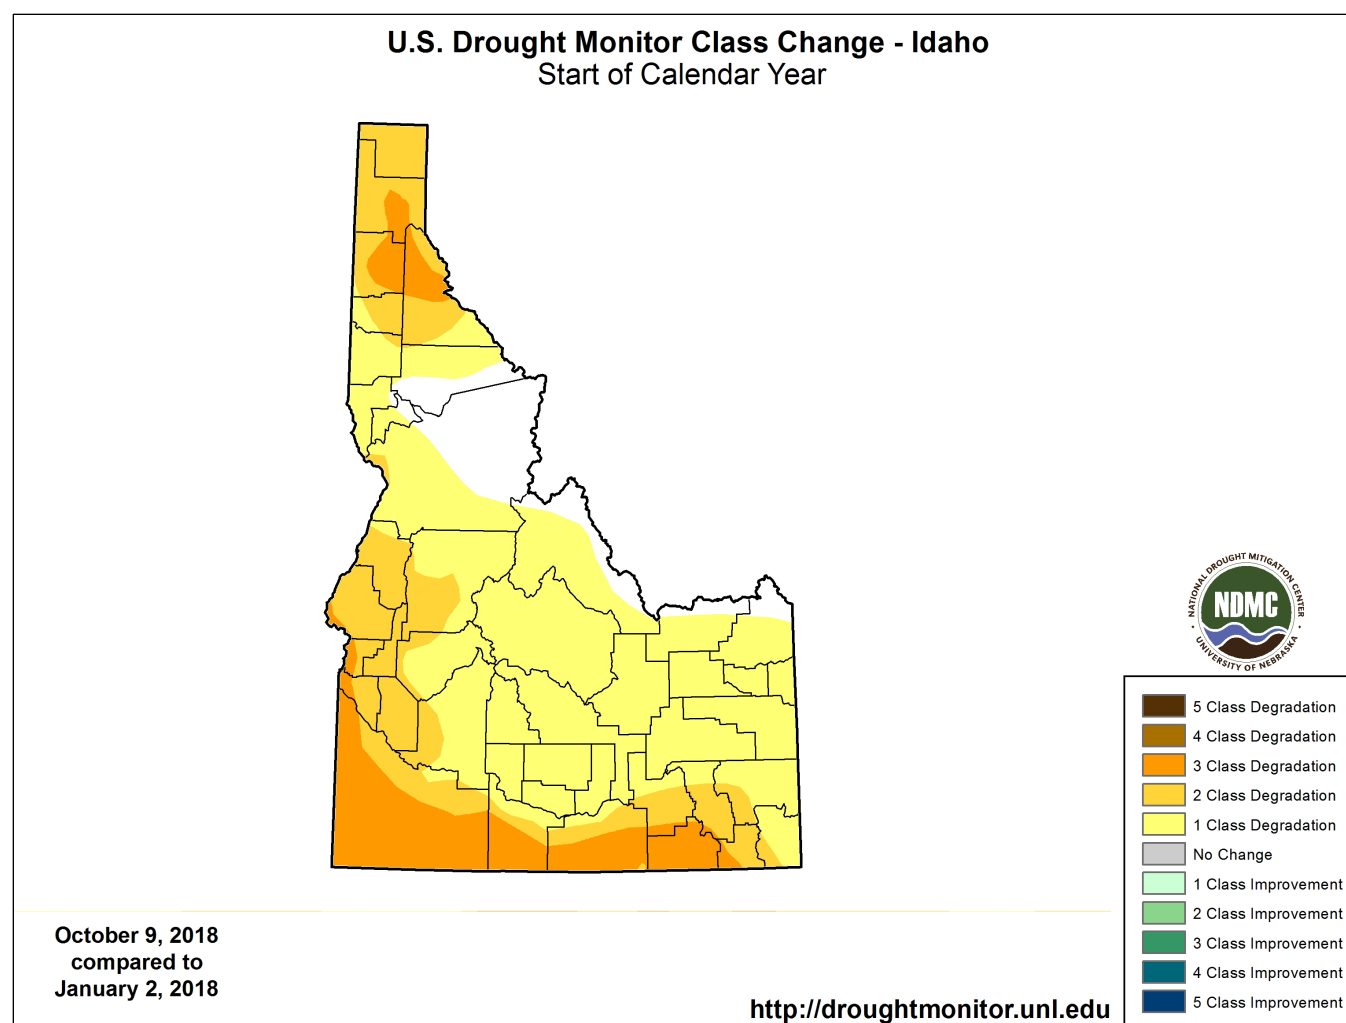 U.S. Drought Monitor Class Change - Idaho
Start of Calendar Year
NATIONAL DROUGHT MITIGATION CENTER
NDMC
UNIVERSITY OF NEBRASKA
5 Class Degradation
4 Class Degradation
3 Class Degradation
2 Class Degradation
1 Class Degradation
No Change
1 Class Improvement
2 Class Improvement
3 Class Improvement
4 Class Improvement
5 Class Improvement
October 9, 2018
compared to
January 2, 2018
http://droughtmonitor.unl.edu